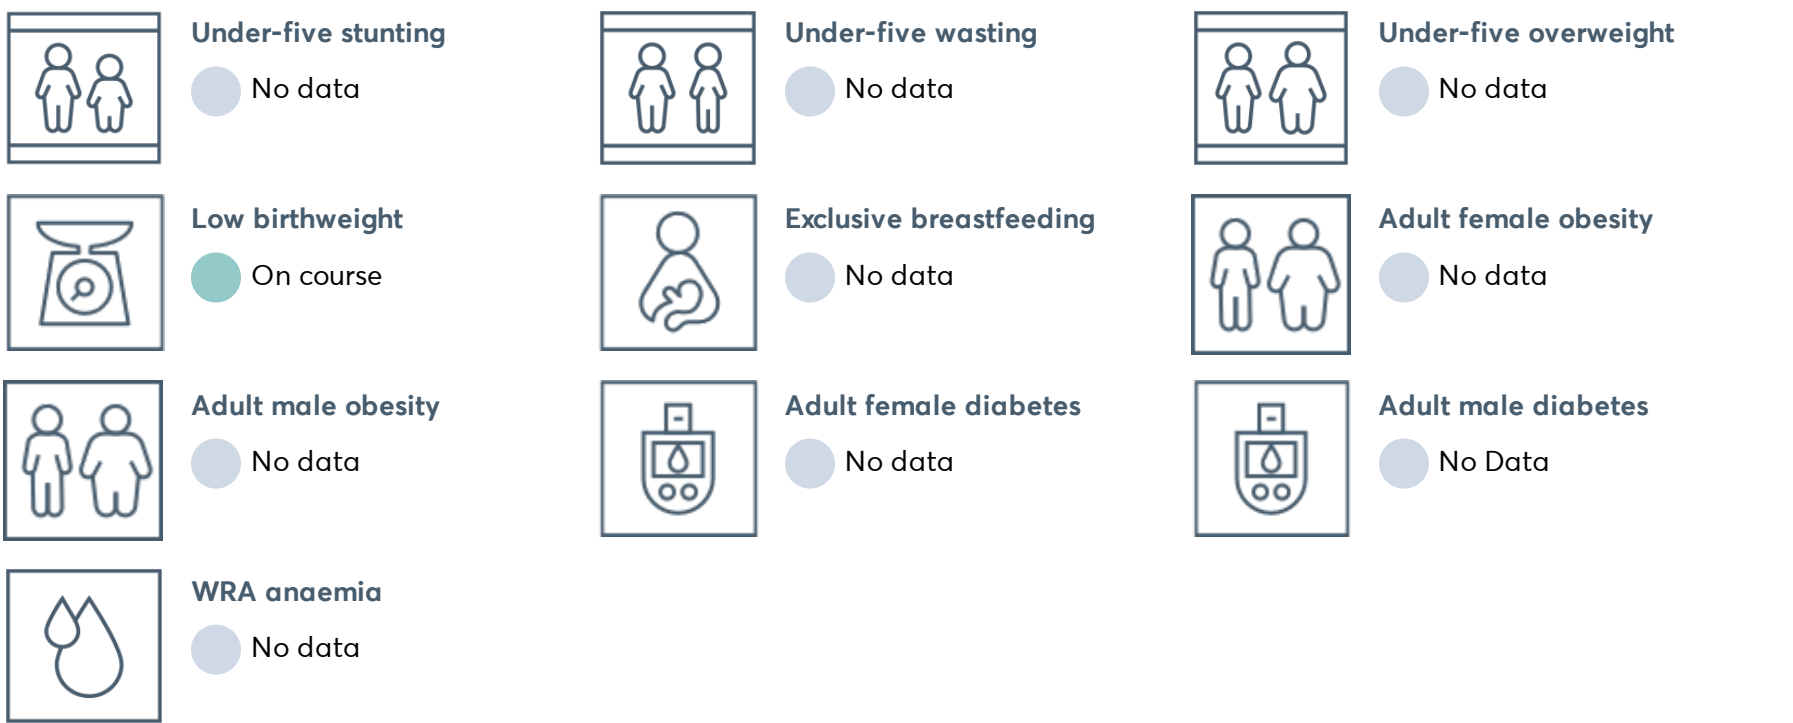 Under-five stunting
No data
Under-five wasting
No data
Under-five overweight
No data
Low birthweight
On course
Exclusive breastfeeding
No data
Adult female obesity
No data
Adult male obesity
No data
Adult female diabetes
No data
Adult male diabetes
No Data
WRA anaemia
No data